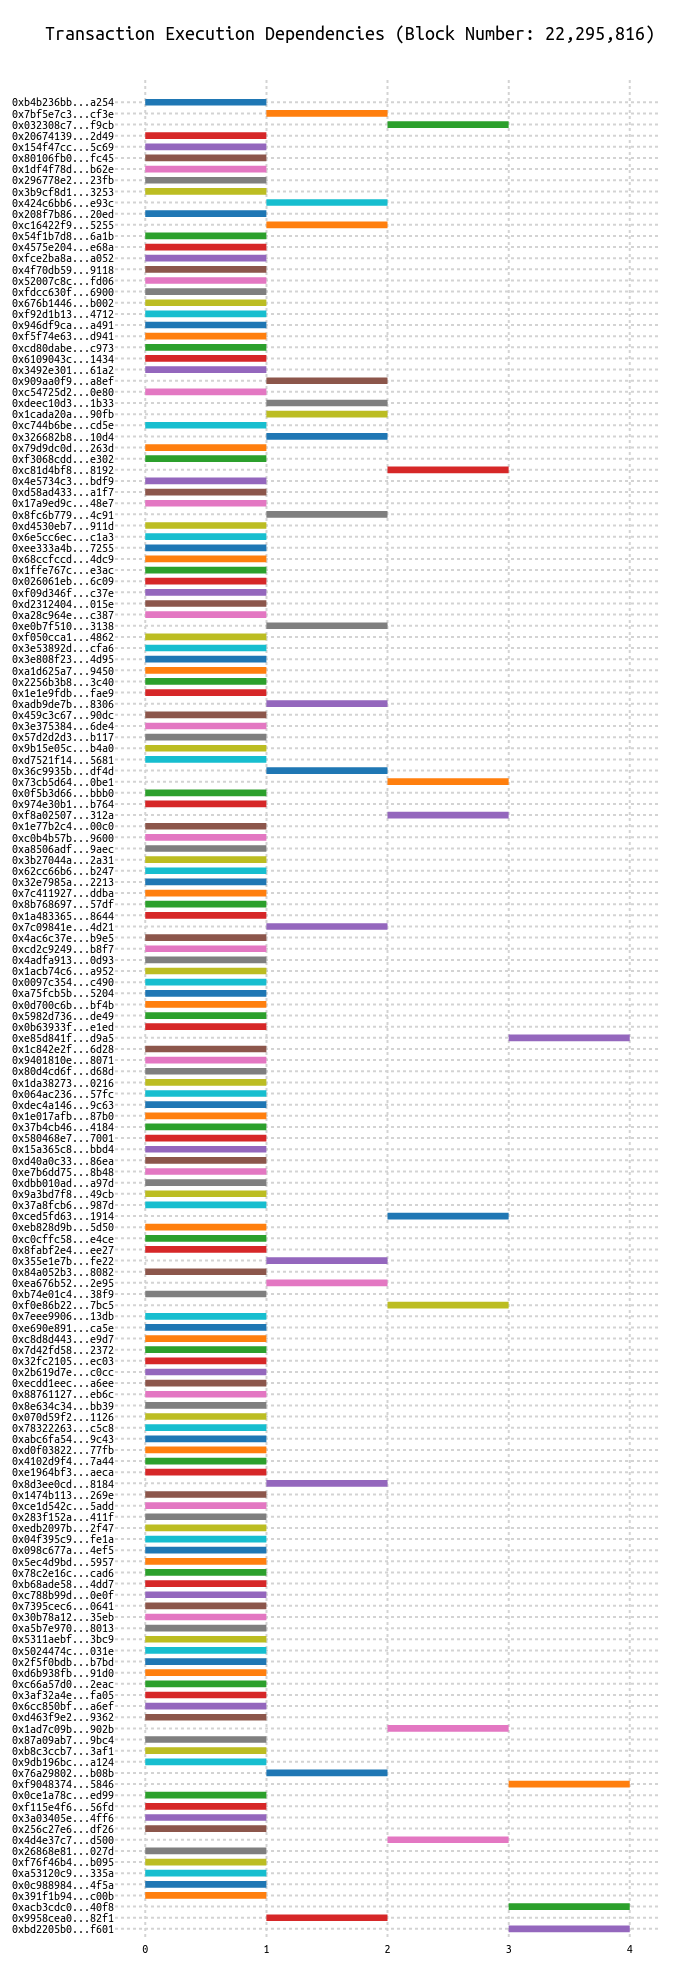 Transaction Execution Dependencies (Block Number: 22,295,816)
0xb4b236bb...a254
0x7bf5e7c3...cf3e
0x032308c7...f9cb
0x20674139...2d49
0x154f47cc...5c69
0x80106fb0...fc45
0x1df4f78d...b62e
0x296778e2...23fb
0x3b9cf8d1...3253
0x424c6bb6...e93c
0x208f7b86...20ed
0xc16422f9...5255
0x54f1b7d8...6a1b
0x4575e204...e68a
0xfce2ba8a...a052
0x4f70db59...9118
0x52007c8c...fd06
0xfdcc630f...6900
0x676b1446...b002
0xf92d1b13...4712
0x946df9ca...a491
0xf5f74e63...d941
0xcd80dabe...c973
0x6109043c...1434
0x3492e301...61a2
0x909aa0f9...a8ef
0xc54725d2...0e80
0xdeec10d3...1b33
0x1cada20a...90fb
0xc744b6be...cd5e
0x326682b8...10d4
0x79d9dc0d...263d
0xf3068cdd...e302
0xc81d4bf8...8192
0x4e5734c3...bdf9
0xd58ad433...a1f7
0x17a9ed9c...48e7
0x8fc6b779...4c91
0xd4530eb7...911d
0x6e5cc6ec...c1a3
0xee333a4b...7255
0x68ccfccd...4dc9
0x1ffe767c...e3ac
0x026061eb...6c09
0xf09d346f...c37e
0xd2312404...015e
0xa28c964e...c387
0xe0b7f510...3138
0xf050cca1...4862
0x3e53892d...cfa6
0x3e808f23...4d95
0xa1d625a7...9450
0x2256b3b8...3c40
0x1e1e9fdb...fae9
0xadb9de7b...8306
0x459c3c67...90dc
0x3e375384...6de4
0x57d2d2d3...b117
0x9b15e05c...b4a0
0xd7521f14...5681
0x36c9935b...df4d
0x73cb5d64...0be1
0x0f5b3d66...bbb0
0x974e30b1...b764
0xf8a02507...312a
0x1e77b2c4...00c0
0xc0b4b57b...9600
0xa8506adf...9aec
0x3b27044a...2a31
0x62cc66b6...b247
0x32e7985a...2213
0x7c411927...ddba
0x8b768697...57df
0x1a483365...8644
0x7c09841e...4d21
0x4ac6c37e...b9e5
0xcd2c9249...b8f7
0x4adfa913...0d93
0x1acb74c6...a952
0x0097c354...c490
0xa75fcb5b...5204
0x0d700c6b...bf4b
0x5982d736...de49
0x0b63933f...e1ed
0xe85d841f...d9a5
0x1c842e2f...6d28
0x9401810e...8071
0x80d4cd6f...d68d
0x1da38273...0216
0x064ac236...57fc
0xdec4a146...9c63
0x1e017afb...87b0
0x37b4cb46...4184
0x580468e7...7001
0x15a365c8...bbd4
0xd40a0c33...86ea
0xe7b6dd75...8b48
0xdbb010ad...a97d
0x9a3bd7f8...49cb
0x37a8fcb6...987d
0xced5fd63...1914
0xeb828d9b...5d50
0xc0cffc58...e4ce
0x8fabf2e4...ee27
0x355e1e7b...fe22
0x84a052b3...8082
0xea676b52...2e95
0xb74e01c4...38f9
0xf0e86b22...7bc5
0x7eee9906...13db
0xe690e891...ca5e
0xc8d8d443...e9d7
0x7d42fd58...2372
0x32fc2105...ec03
0x2b619d7e...c0cc
0xecdd1eec...a6ee
0x88761127...eb6c
0x8e634c34...bb39
0x070d59f2...1126
0x78322263...c5c8
0xabc6fa54...9c43
0xd0f03822...77fb
0x4102d9f4...7a44
0xe1964bf3...aeca
0x8d3ee0cd...8184
0x1474b113...269e
0xce1d542c...5add
0x283f152a...411f
0xedb2097b...2f47
0x04f395c9...fe1a
0x098c677a...4ef5
0x5ec4d9bd...5957
0x78c2e16c...cad6
0xb68ade58...4dd7
0xc788b99d...0e0f
0x7395cec6...0641
0x30b78a12...35eb
0xa5b7e970...8013
0x5311aebf...3bc9
0x5024474c...031e
0x2f5f0bdb...b7bd
0xd6b938fb...91d0
0xc66a57d0...2eac
0x3af32a4e...fa05
0x6cc850bf...a6ef
0xd463f9e2...9362
0x1ad7c09b...902b
0x87a09ab7...9bc4
0xb8c3ccb7...3af1
0x9db196bc...a124
0x76a29802...b08b
0xf9048374...5846
0x0ce1a78c...ed99
0xf115e4f6...56fd
0x3a03405e...4ff6
0x256c27e6...df26
0x4d4e37c7...d500
0x26868e81...027d
0xf76f46b4...b095
0xa53120c9...335a
0x0c988984...4f5a
0x391f1b94...c00b
0xacb3cdc0...40f8
0x9958cea0...82f1
0xbd2205b0...f601
0 1 2 3 4